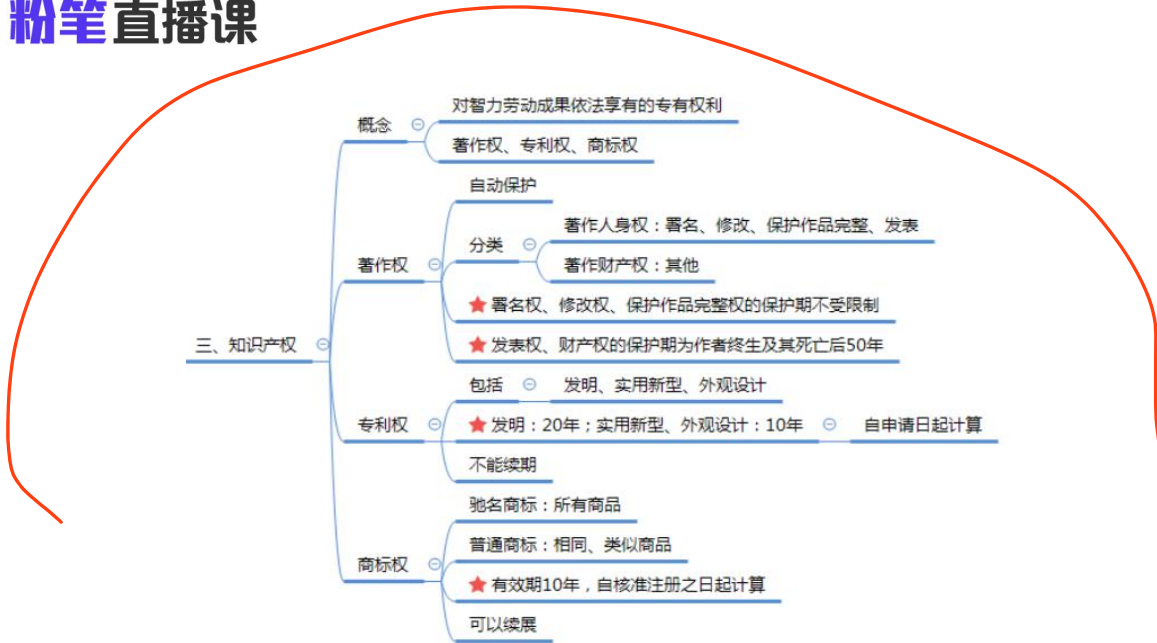 粉笔直播课
对智力劳动成果依法享有的专有权利
概念
著作权、专利权、商标权
自动保护
著作人身权：署名、修改、保护作品完整、发表
分类
著作财产权：其他
著作权
署名权、修改权、保护作品完整权的保护期不受限制
发表权、财产权的保护期为作者终生及其死亡后50年
三、知识产权
包括 发明、实用新型、外观设计
专利权 发明：20年；实用新型、外观设计：10年 自申请日起计算
不能续期
驰名商标：所有商品
普通商标：相同、类似商品
商标权
有效期10年，自核准注册之日起计算
可以续展